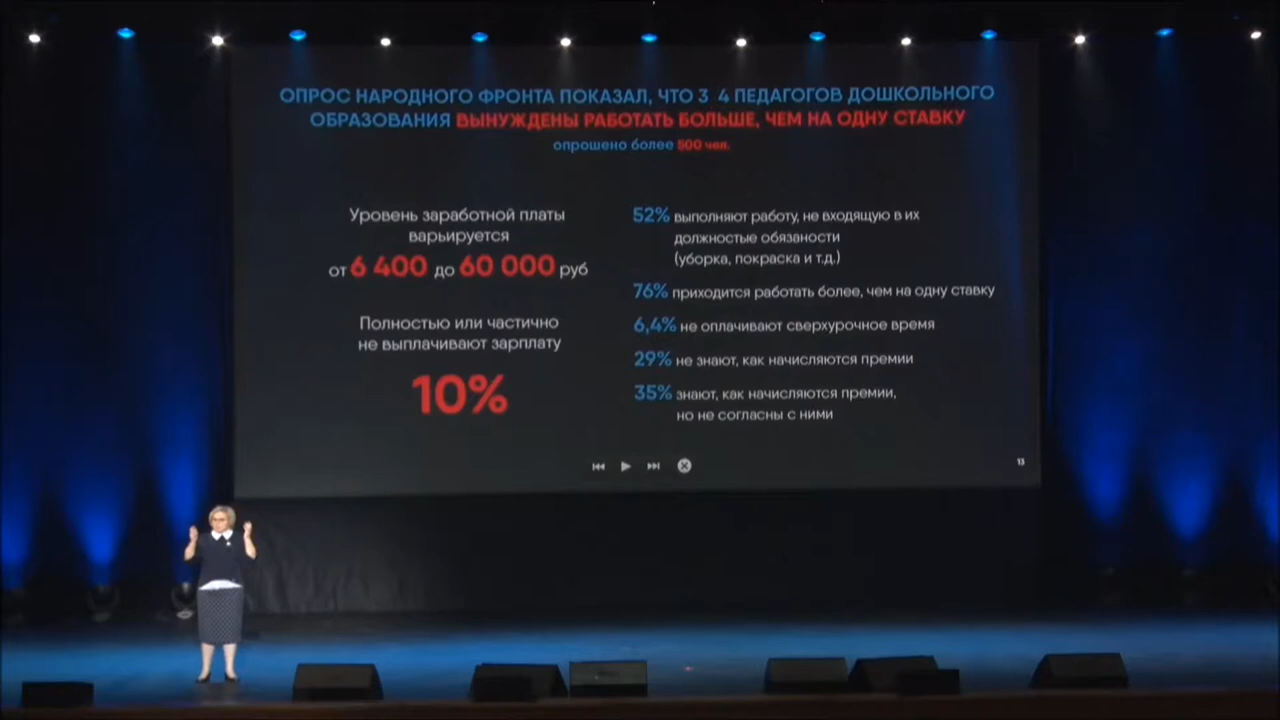 ОПРОС НАРОДНОГО ФРОНТА ПОКАЗАЛ, ЧТО 3 4 ПЕДАГОГОВ ДОШКОЛЬНОГО
ОБРАЗОВАНИЯ ВЫНУЖДЕНЫ РАБОТАТЬ БОЛЬШЕ, ЧЕМ НА ОДНУ СТАВКУ
опрошено более 500 чел.
Уровень заработной платы
варьируется
от 6 400 до 60 000 руб
Полностью или частично
не выплачивают зарплату
10%
52% выполняют работу, не входящую в их
должностые обязаности
(уборка, покраска и т.д.)
76% приходится работать более, чем на одну ставку
6,4% не оплачивают сверхурочное время
29% не знают, как начисляются премии
35% знают, как начисляются премии,
но не согласны с ними
13